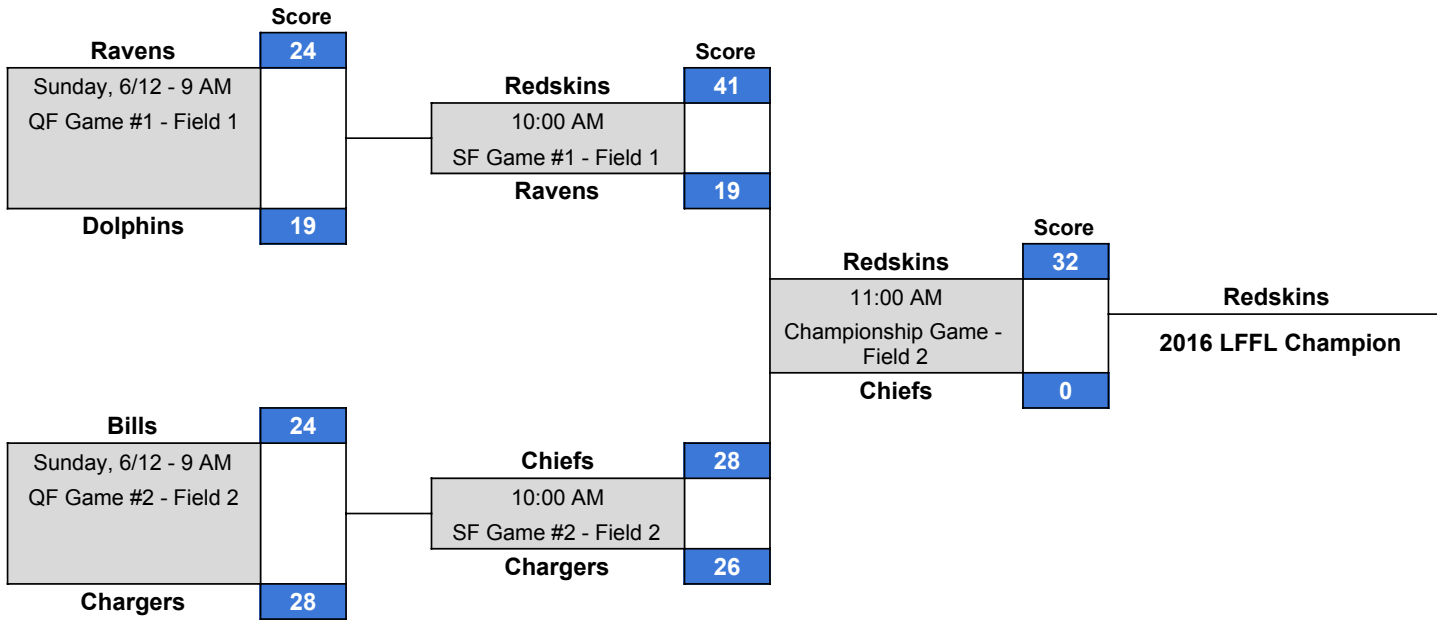 Score
Ravens 24
Sunday, 6/12 - 9 AM
QF Game #1 - Field 1
Dolphins 19
Score
Redskins 41
10:00 AM
SF Game #1 - Field 1
Ravens 19
Bills 24
Sunday, 6/12 - 9 AM
QF Game #2 - Field 2
Chargers 28
Chiefs 28
10:00 AM
SF Game #2 - Field 2
Chargers 26
Score
Redskins 32
11:00 AM
Championship Game -
Field 2
Chiefs 0
Redskins
2016 LFFL Champion